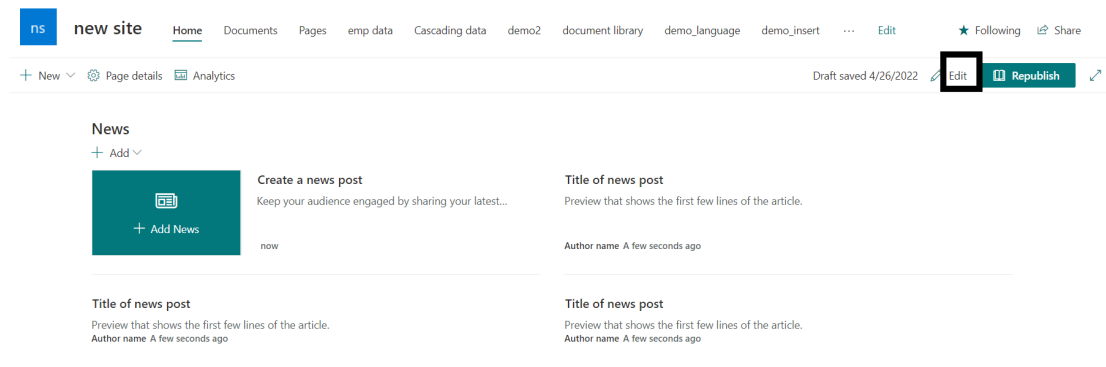 ns new site Home Documents Pages emp data Cascading data demo2 document library demo_language demo_insert ... Edit Following Share
New Page details Analytics Draft saved 4/26/2022 Edit Republish
News
Add
Create a news post Title of news post
Keep your audience engaged by sharing your latest... Preview that shows the first few lines of the article.
Add News
now Author name A few seconds ago
Title of news post Title of news post
Preview that shows the first few lines of the article. Preview that shows the first few lines of the article.
Author name A few seconds ago Author name A few seconds ago